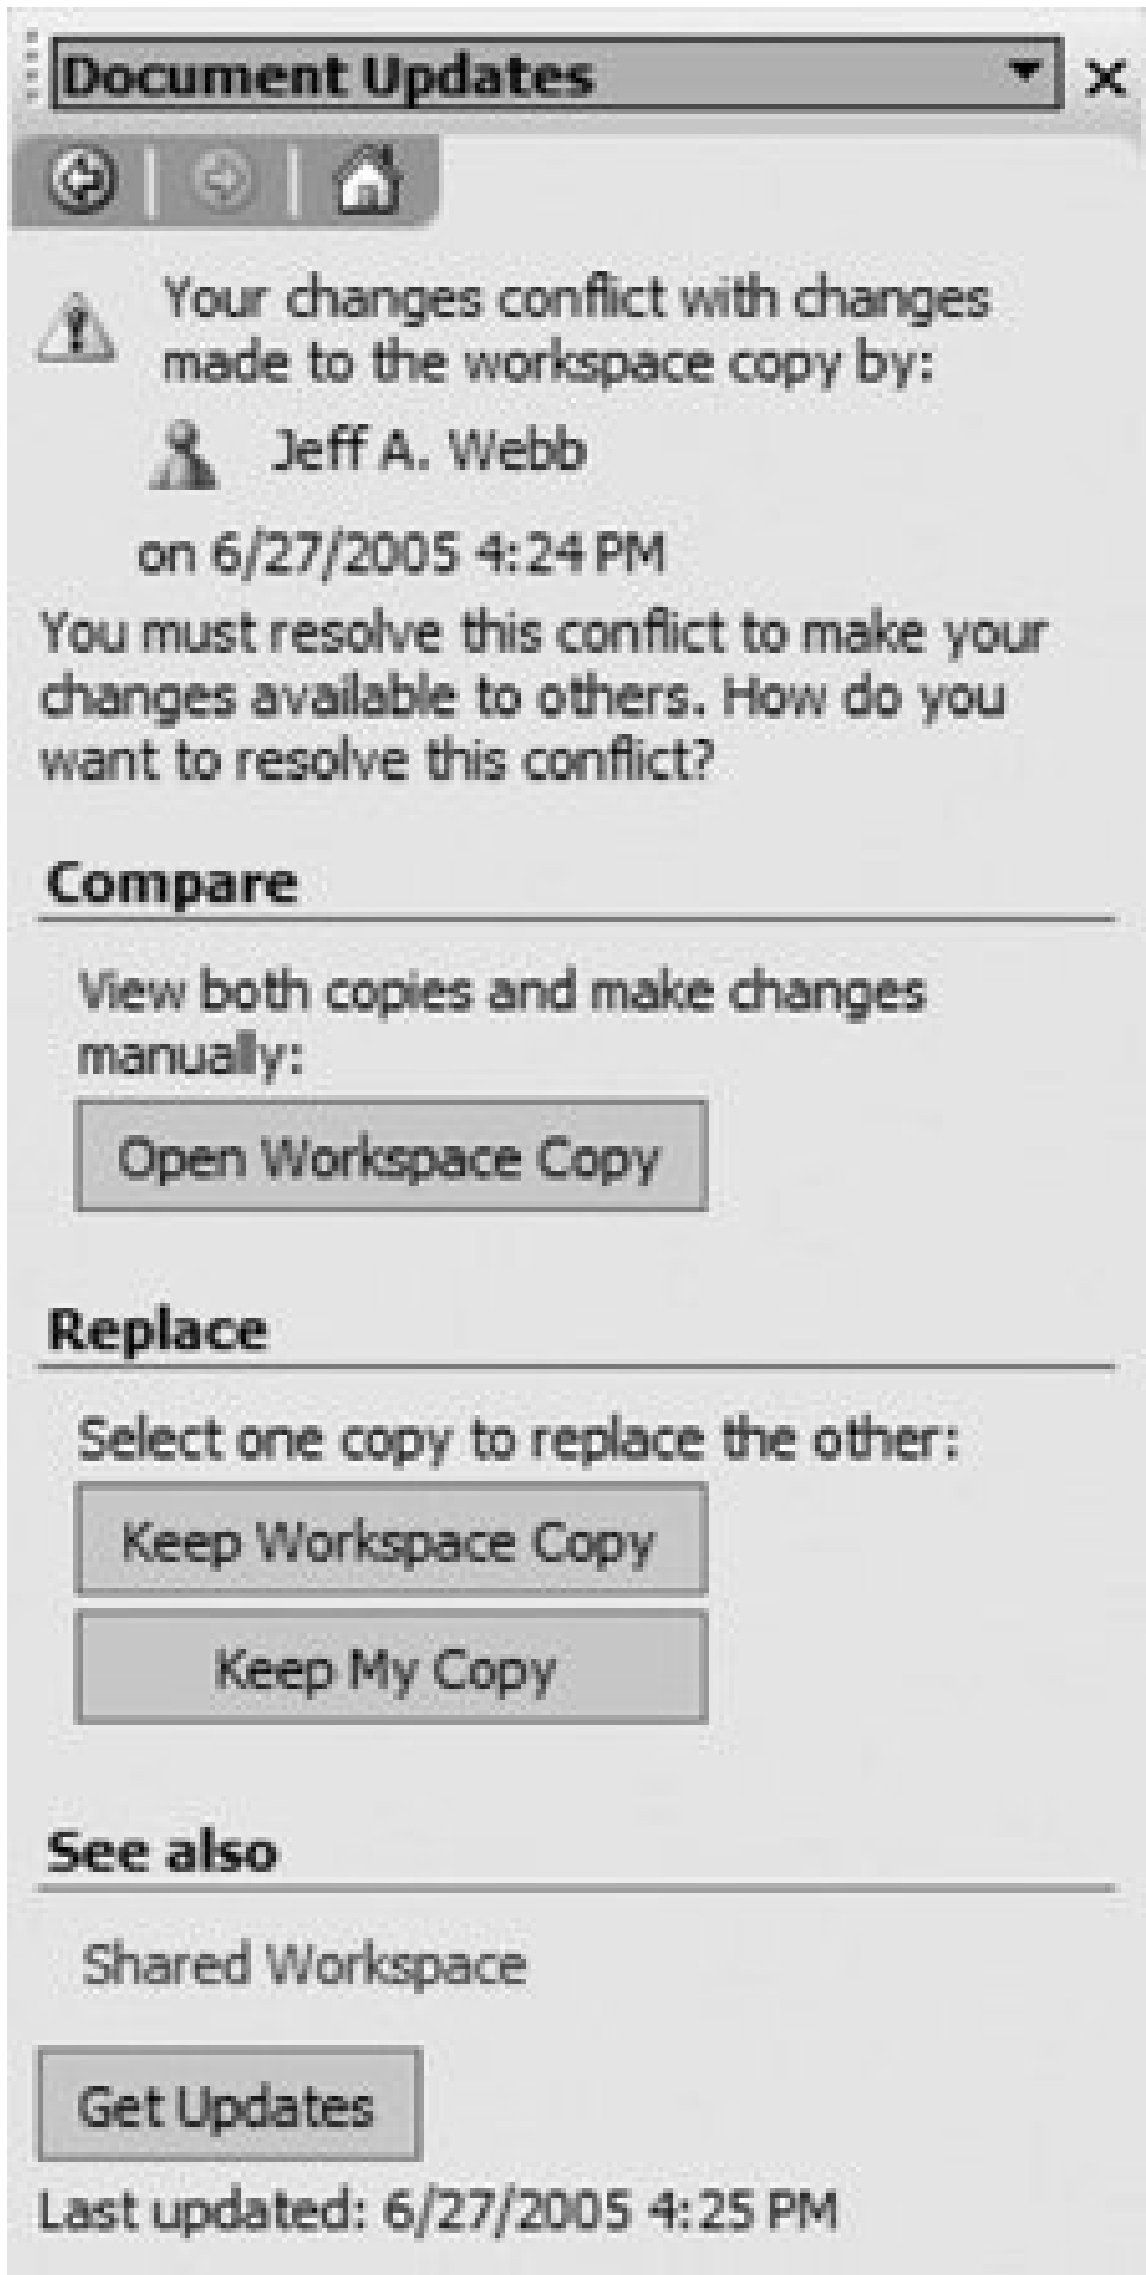 Document Updates
Your changes conflict with changes
made to the workspace copy by:
Jeff A. Webb
on 6/27/2005 4:24 PM
You must resolve this conflict to make your
changes available to others. How do you
want to resolve this conflict?
Compare
View both copies and make changes
manually:
Open Workspace Copy
Replace
Select one copy to replace the other:
Keep Workspace Copy
Keep My Copy
See also
Shared Workspace
Get Updates
Last updated: 6/27/2005 4:25 PM